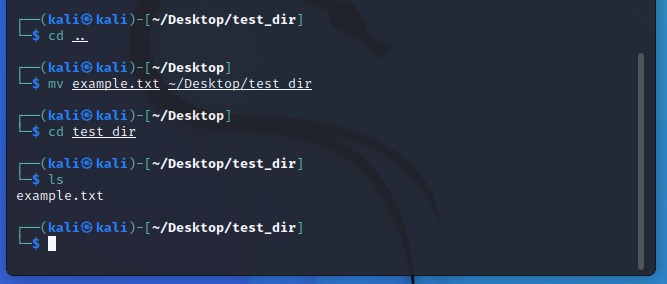 ┌──(kali㉿kali)-[~/Desktop/test_dir]
└─$ cd ..
┌──(kali㉿kali)-[~/Desktop]
└─$ mv example.txt ~/Desktop/test_dir
┌──(kali㉿kali)-[~/Desktop]
└─$ cd test_dir
┌──(kali㉿kali)-[~/Desktop/test_dir]
└─$ ls
example.txt
┌──(kali㉿kali)-[~/Desktop/test_dir]
└─$